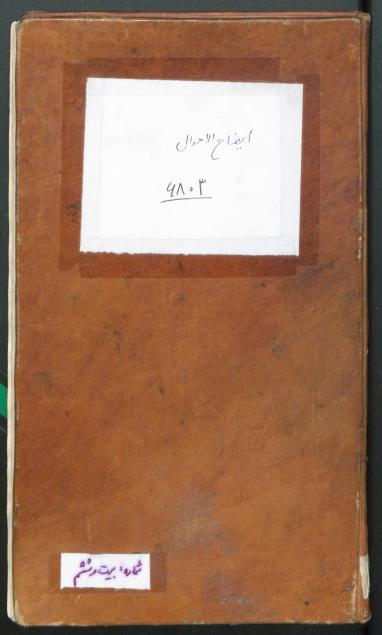 ایضاح الاحوال
۶۸۰۳
شماره بیست و ششم